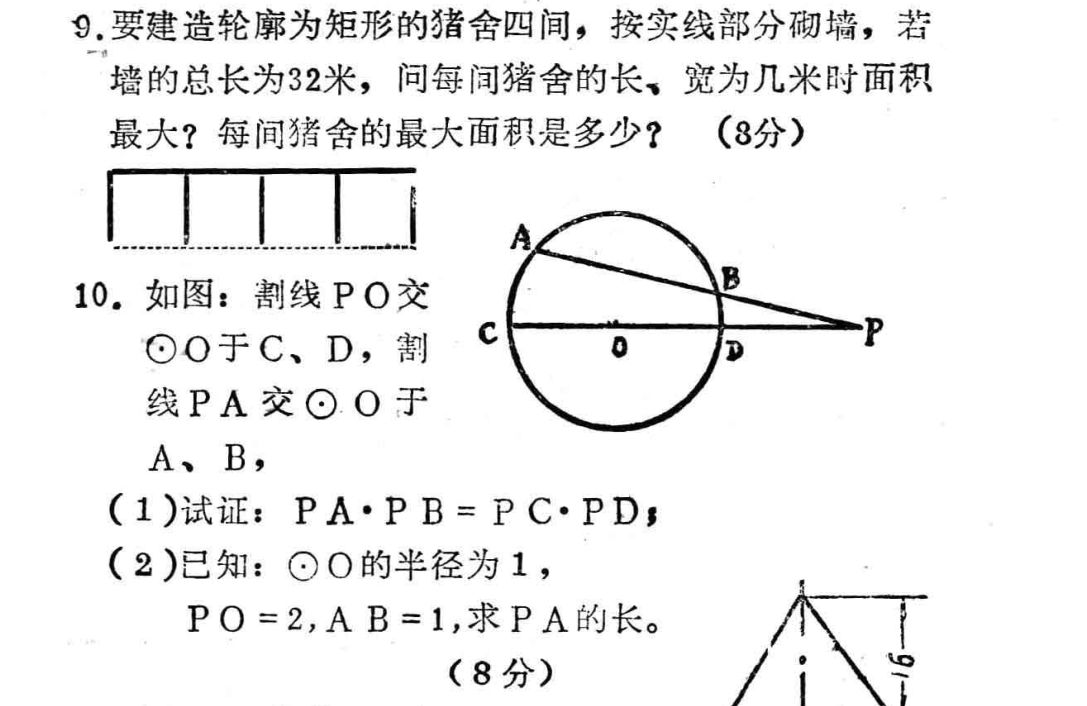 9.要建造轮廓为矩形的猪舍四间，按实线部分砌墙，若
墙的总长为32米，问每间猪舍的长、宽为几米时面积
最大？每间猪舍的最大面积是多少？ (8分)
A
B
C
O
D
P
10. 如图：割线PO交
⊙O于C、D，割
线PA交⊙O于
A、B，
(1)试证：PA·PB=PC·PD；
(2)已知：⊙O的半径为1，
PO=2,AB=1,求PA的长。
(8分)